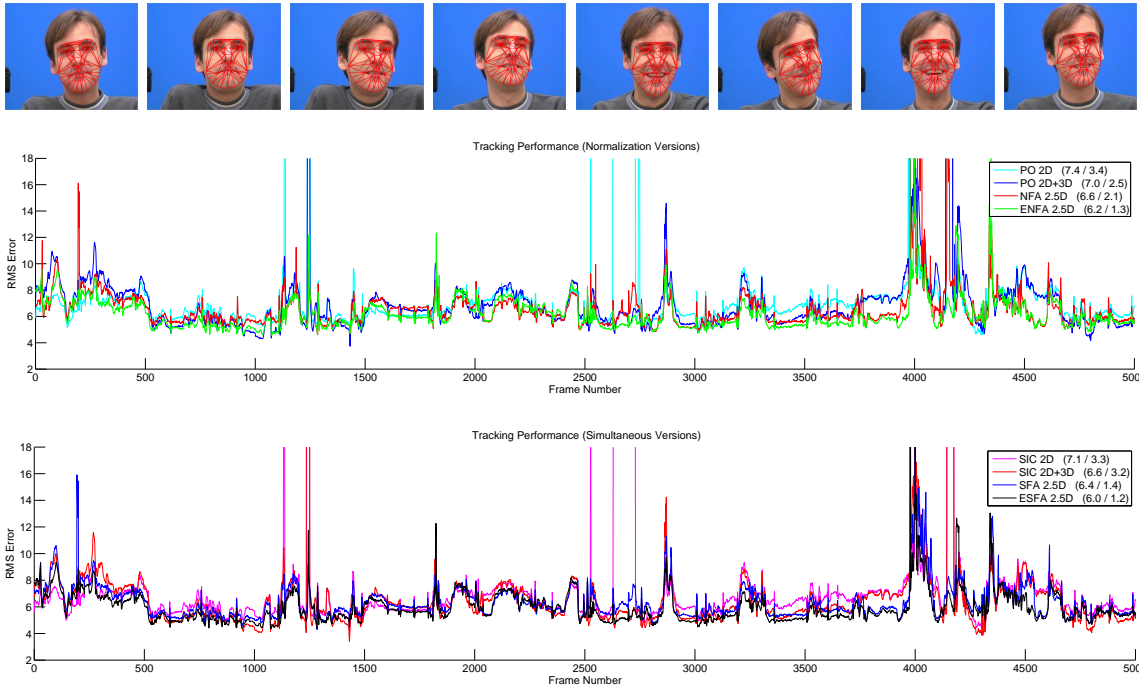 Tracking Performance (Normalization Versions)
18
16
14
12
10
8
6
4
2
RMS Error
PO 2D (7.4 / 3.4)
PO 2D+3D (7.0 / 2.5)
NFA 2.5D (6.6 / 2.1)
ENFA 2.5D (6.2 / 1.3)
0 500 1000 1500 2000 2500 3000 3500 4000 4500 500
Frame Number
Tracking Performance (Simultaneous Versions)
18
16
14
12
10
8
6
4
2
RMS Error
SIC 2D (7.1 / 3.3)
SIC 2D+3D (6.6 / 3.2)
SFA 2.5D (6.4 / 1.4)
ESFA 2.5D (6.0 / 1.2)
0 500 1000 1500 2000 2500 3000 3500 4000 4500 500
Frame Number